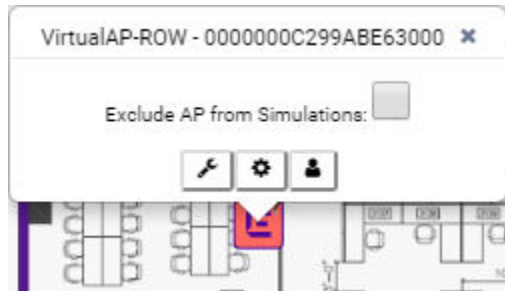 VirtualAP-ROW - 0000000C299ABE63000 ×
Exclude AP from Simulations: